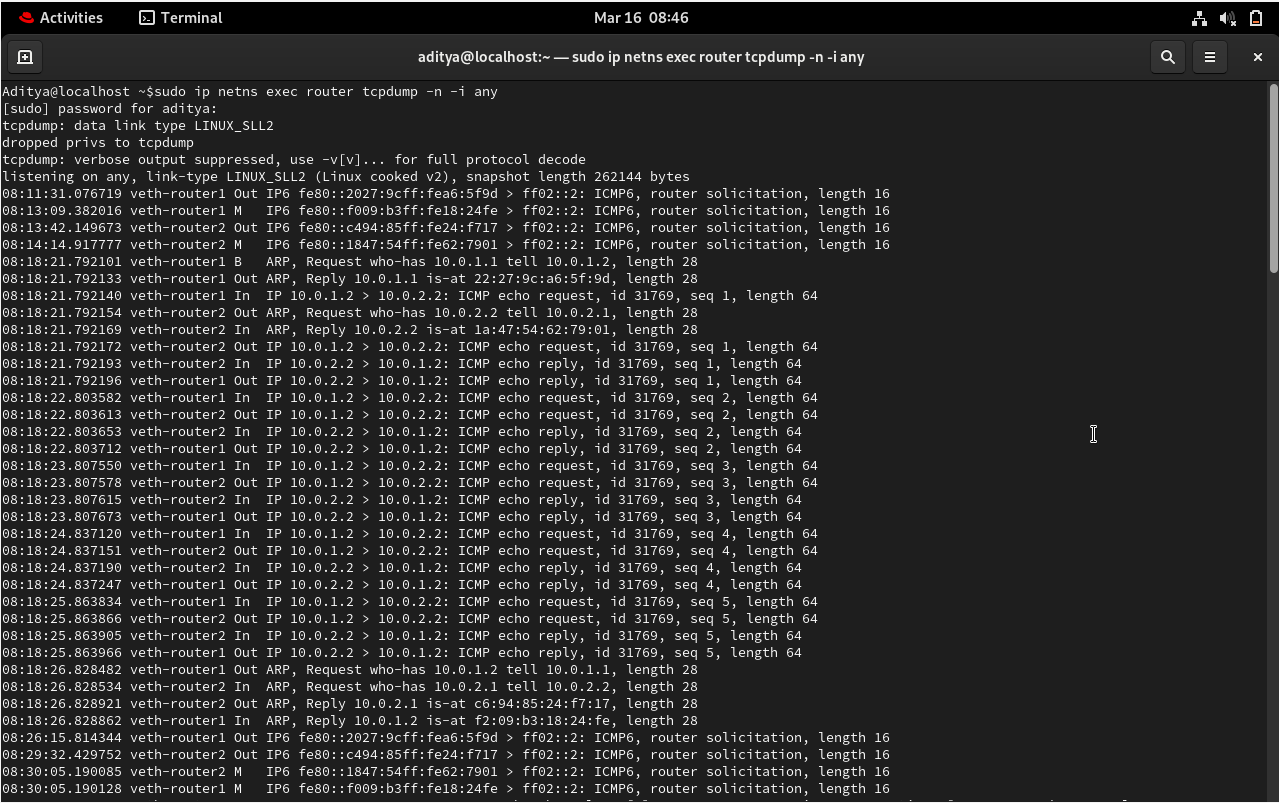 Activities Terminal Mar 16 08:46
aditya@localhost:~ — sudo ip netns exec router tcpdump -n -i any
Aditya@localhost ~$sudo ip netns exec router tcpdump -n -i any
[sudo] password for aditya:
tcpdump: data link type LINUX_SLL2
dropped privs to tcpdump
tcpdump: verbose output suppressed, use -v[v]... for full protocol decode
listening on any, link-type LINUX_SLL2 (Linux cooked v2), snapshot length 262144 bytes
08:11:31.076719 veth-router1 Out IP6 fe80::2027:9cff:fea6:5f9d > ff02::2: ICMP6, router solicitation, length 16
08:13:09.382016 veth-router1 M   IP6 fe80::f009:b3ff:fe18:24fe > ff02::2: ICMP6, router solicitation, length 16
08:13:42.149673 veth-router2 Out IP6 fe80::c494:85ff:fe24:f717 > ff02::2: ICMP6, router solicitation, length 16
08:14:14.917777 veth-router2 M   IP6 fe80::1847:54ff:fe62:7901 > ff02::2: ICMP6, router solicitation, length 16
08:18:21.792101 veth-router1 B   ARP, Request who-has 10.0.1.1 tell 10.0.1.2, length 28
08:18:21.792133 veth-router1 Out ARP, Reply 10.0.1.1 is-at 22:27:9c:a6:5f:9d, length 28
08:18:21.792140 veth-router1 In  IP 10.0.1.2 > 10.0.2.2: ICMP echo request, id 31769, seq 1, length 64
08:18:21.792154 veth-router2 Out ARP, Request who-has 10.0.2.2 tell 10.0.2.1, length 28
08:18:21.792169 veth-router2 In  ARP, Reply 10.0.2.2 is-at 1a:47:54:62:79:01, length 28
08:18:21.792172 veth-router2 Out IP 10.0.1.2 > 10.0.2.2: ICMP echo request, id 31769, seq 1, length 64
08:18:21.792193 veth-router2 In  IP 10.0.2.2 > 10.0.1.2: ICMP echo reply, id 31769, seq 1, length 64
08:18:21.792196 veth-router1 Out IP 10.0.2.2 > 10.0.1.2: ICMP echo reply, id 31769, seq 1, length 64
08:18:22.803582 veth-router1 In  IP 10.0.1.2 > 10.0.2.2: ICMP echo request, id 31769, seq 2, length 64
08:18:22.803613 veth-router2 Out IP 10.0.1.2 > 10.0.2.2: ICMP echo request, id 31769, seq 2, length 64
08:18:22.803653 veth-router2 In  IP 10.0.2.2 > 10.0.1.2: ICMP echo reply, id 31769, seq 2, length 64
08:18:22.803712 veth-router1 Out IP 10.0.2.2 > 10.0.1.2: ICMP echo reply, id 31769, seq 2, length 64
08:18:23.807550 veth-router1 In  IP 10.0.1.2 > 10.0.2.2: ICMP echo request, id 31769, seq 3, length 64
08:18:23.807578 veth-router2 Out IP 10.0.1.2 > 10.0.2.2: ICMP echo request, id 31769, seq 3, length 64
08:18:23.807615 veth-router2 In  IP 10.0.2.2 > 10.0.1.2: ICMP echo reply, id 31769, seq 3, length 64
08:18:23.807673 veth-router1 Out IP 10.0.2.2 > 10.0.1.2: ICMP echo reply, id 31769, seq 3, length 64
08:18:24.837120 veth-router1 In  IP 10.0.1.2 > 10.0.2.2: ICMP echo request, id 31769, seq 4, length 64
08:18:24.837151 veth-router2 Out IP 10.0.1.2 > 10.0.2.2: ICMP echo request, id 31769, seq 4, length 64
08:18:24.837190 veth-router2 In  IP 10.0.2.2 > 10.0.1.2: ICMP echo reply, id 31769, seq 4, length 64
08:18:24.837247 veth-router1 Out IP 10.0.2.2 > 10.0.1.2: ICMP echo reply, id 31769, seq 4, length 64
08:18:25.863834 veth-router1 In  IP 10.0.1.2 > 10.0.2.2: ICMP echo request, id 31769, seq 5, length 64
08:18:25.863866 veth-router2 Out IP 10.0.1.2 > 10.0.2.2: ICMP echo request, id 31769, seq 5, length 64
08:18:25.863905 veth-router2 In  IP 10.0.2.2 > 10.0.1.2: ICMP echo reply, id 31769, seq 5, length 64
08:18:25.863966 veth-router1 Out IP 10.0.2.2 > 10.0.1.2: ICMP echo reply, id 31769, seq 5, length 64
08:18:26.828482 veth-router1 Out ARP, Request who-has 10.0.1.2 tell 10.0.1.1, length 28
08:18:26.828534 veth-router2 In  ARP, Request who-has 10.0.2.1 tell 10.0.2.2, length 28
08:18:26.828921 veth-router2 Out ARP, Reply 10.0.2.1 is-at c6:94:85:24:f7:17, length 28
08:18:26.828862 veth-router1 In  ARP, Reply 10.0.1.2 is-at f2:09:b3:18:24:fe, length 28
08:26:15.814344 veth-router1 Out IP6 fe80::2027:9cff:fea6:5f9d > ff02::2: ICMP6, router solicitation, length 16
08:29:32.429752 veth-router2 Out IP6 fe80::c494:85ff:fe24:f717 > ff02::2: ICMP6, router solicitation, length 16
08:30:05.190085 veth-router2 M   IP6 fe80::1847:54ff:fe62:7901 > ff02::2: ICMP6, router solicitation, length 16
08:30:05.190128 veth-router1 M   IP6 fe80::f009:b3ff:fe18:24fe > ff02::2: ICMP6, router solicitation, length 16